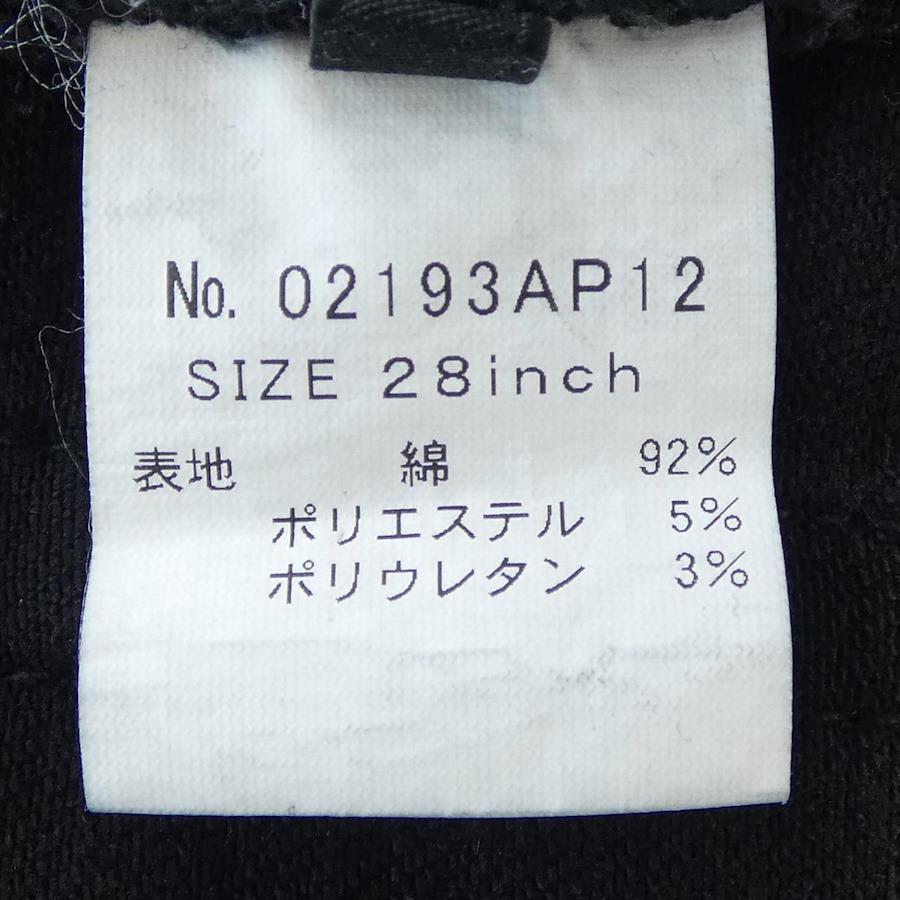 No. 02193AP12
SIZE 28inch
表地 綿 92%
ポリエステル 5%
ポリウレタン 3%